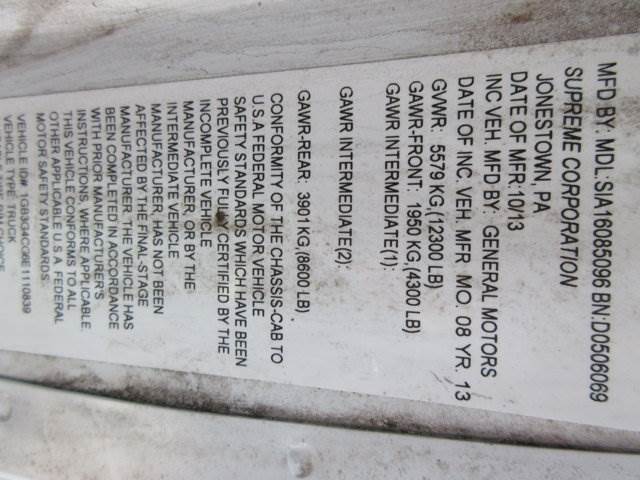 MFD BY: MDL:SIA16085096 BN:D0506069
SUPREME CORPORATION
JONESTOWN, PA
DATE OF MFR:10/13
INC VEH. MFD BY: GENERAL MOTORS
DATE OF INC. VEH. MFR MO. 08 YR. 13
GVWR: 5579 KG,(12300 LB)
GAWR-FRONT: 1950 KG,(4300 LB)
GAWR INTERMEDIATE(1):
GAWR INTERMEDIATE(2):
GAWR-REAR: 3901 KG,(8600 LB)
CONFORMITY OF THE CHASSIS-CAB TO
U.S.A FEDERAL MOTOR VEHICLE
SAFETY STANDARDS WHICH HAVE BEEN
PREVIOUSLY FULLY CERTIFIED BY THE
INCOMPLETE VEHICLE
MANUFACTURER, OR BY THE
INTERMEDIATE VEHICLE
MANUFACTURER, HAS NOT BEEN
AFFECTED BY THE FINAL-STAGE
MANUFACTURER. THE VEHICLE HAS
BEEN COMPLETED IN ACCORDANCE
WITH PRIOR MANUFACTURER'S
INSTRUCTIONS, WHERE APPLICABLE.
THIS VEHICLE CONFORMS TO ALL
OTHER APPLICABLE U.S.A FEDERAL
MOTOR SAFETY STANDARDS.
VEHICLE ID# 1GB3G4CG6E1110839
VEHICLE TYPE: TRUCK